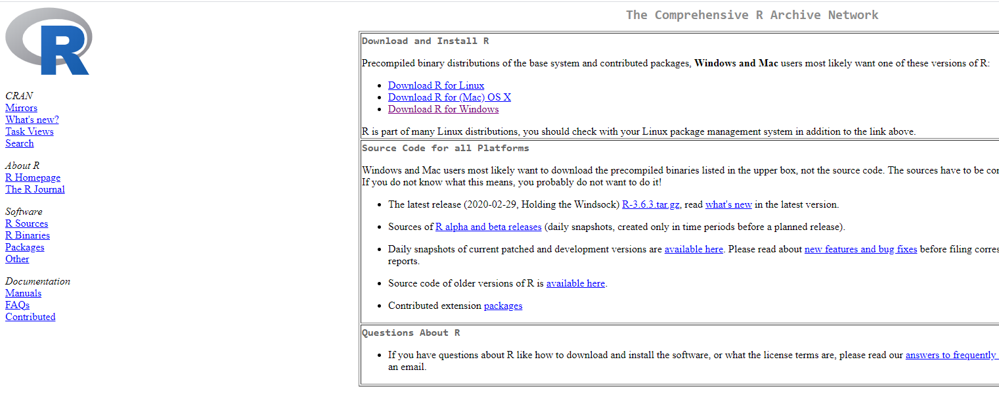 The Comprehensive R Archive Network
R
CRAN
Mirrors
What's new?
Task Views
Search
About R
R Homepage
The R Journal
Software
R Sources
R Binaries
Packages
Other
Documentation
Manuals
FAQs
Contributed
Download and Install R
Precompiled binary distributions of the base system and contributed packages, Windows and Mac users most likely want one of these versions of R:
Download R for Linux
Download R for (Mac) OS X
Download R for Windows
R is part of many Linux distributions, you should check with your Linux package management system in addition to the link above.
Source Code for all Platforms
Windows and Mac users most likely want to download the precompiled binaries listed in the upper box, not the source code. The sources have to be
If you do not know what this means, you probably do not want to do it!
The latest release (2020-02-29, Holding the Windsock) R-3.6.3.tar.gz, read what's new in the latest version.
Sources of R alpha and beta releases (daily snapshots, created only in time periods before a planned release).
Daily snapshots of current patched and development versions are available here. Please read about new features and bug fixes before filing
reports.
Source code of older versions of R is available here.
Contributed extension packages
Questions About R
If you have questions about R like how to download and install the software, or what the license terms are, please read our answers to frequently
an email.